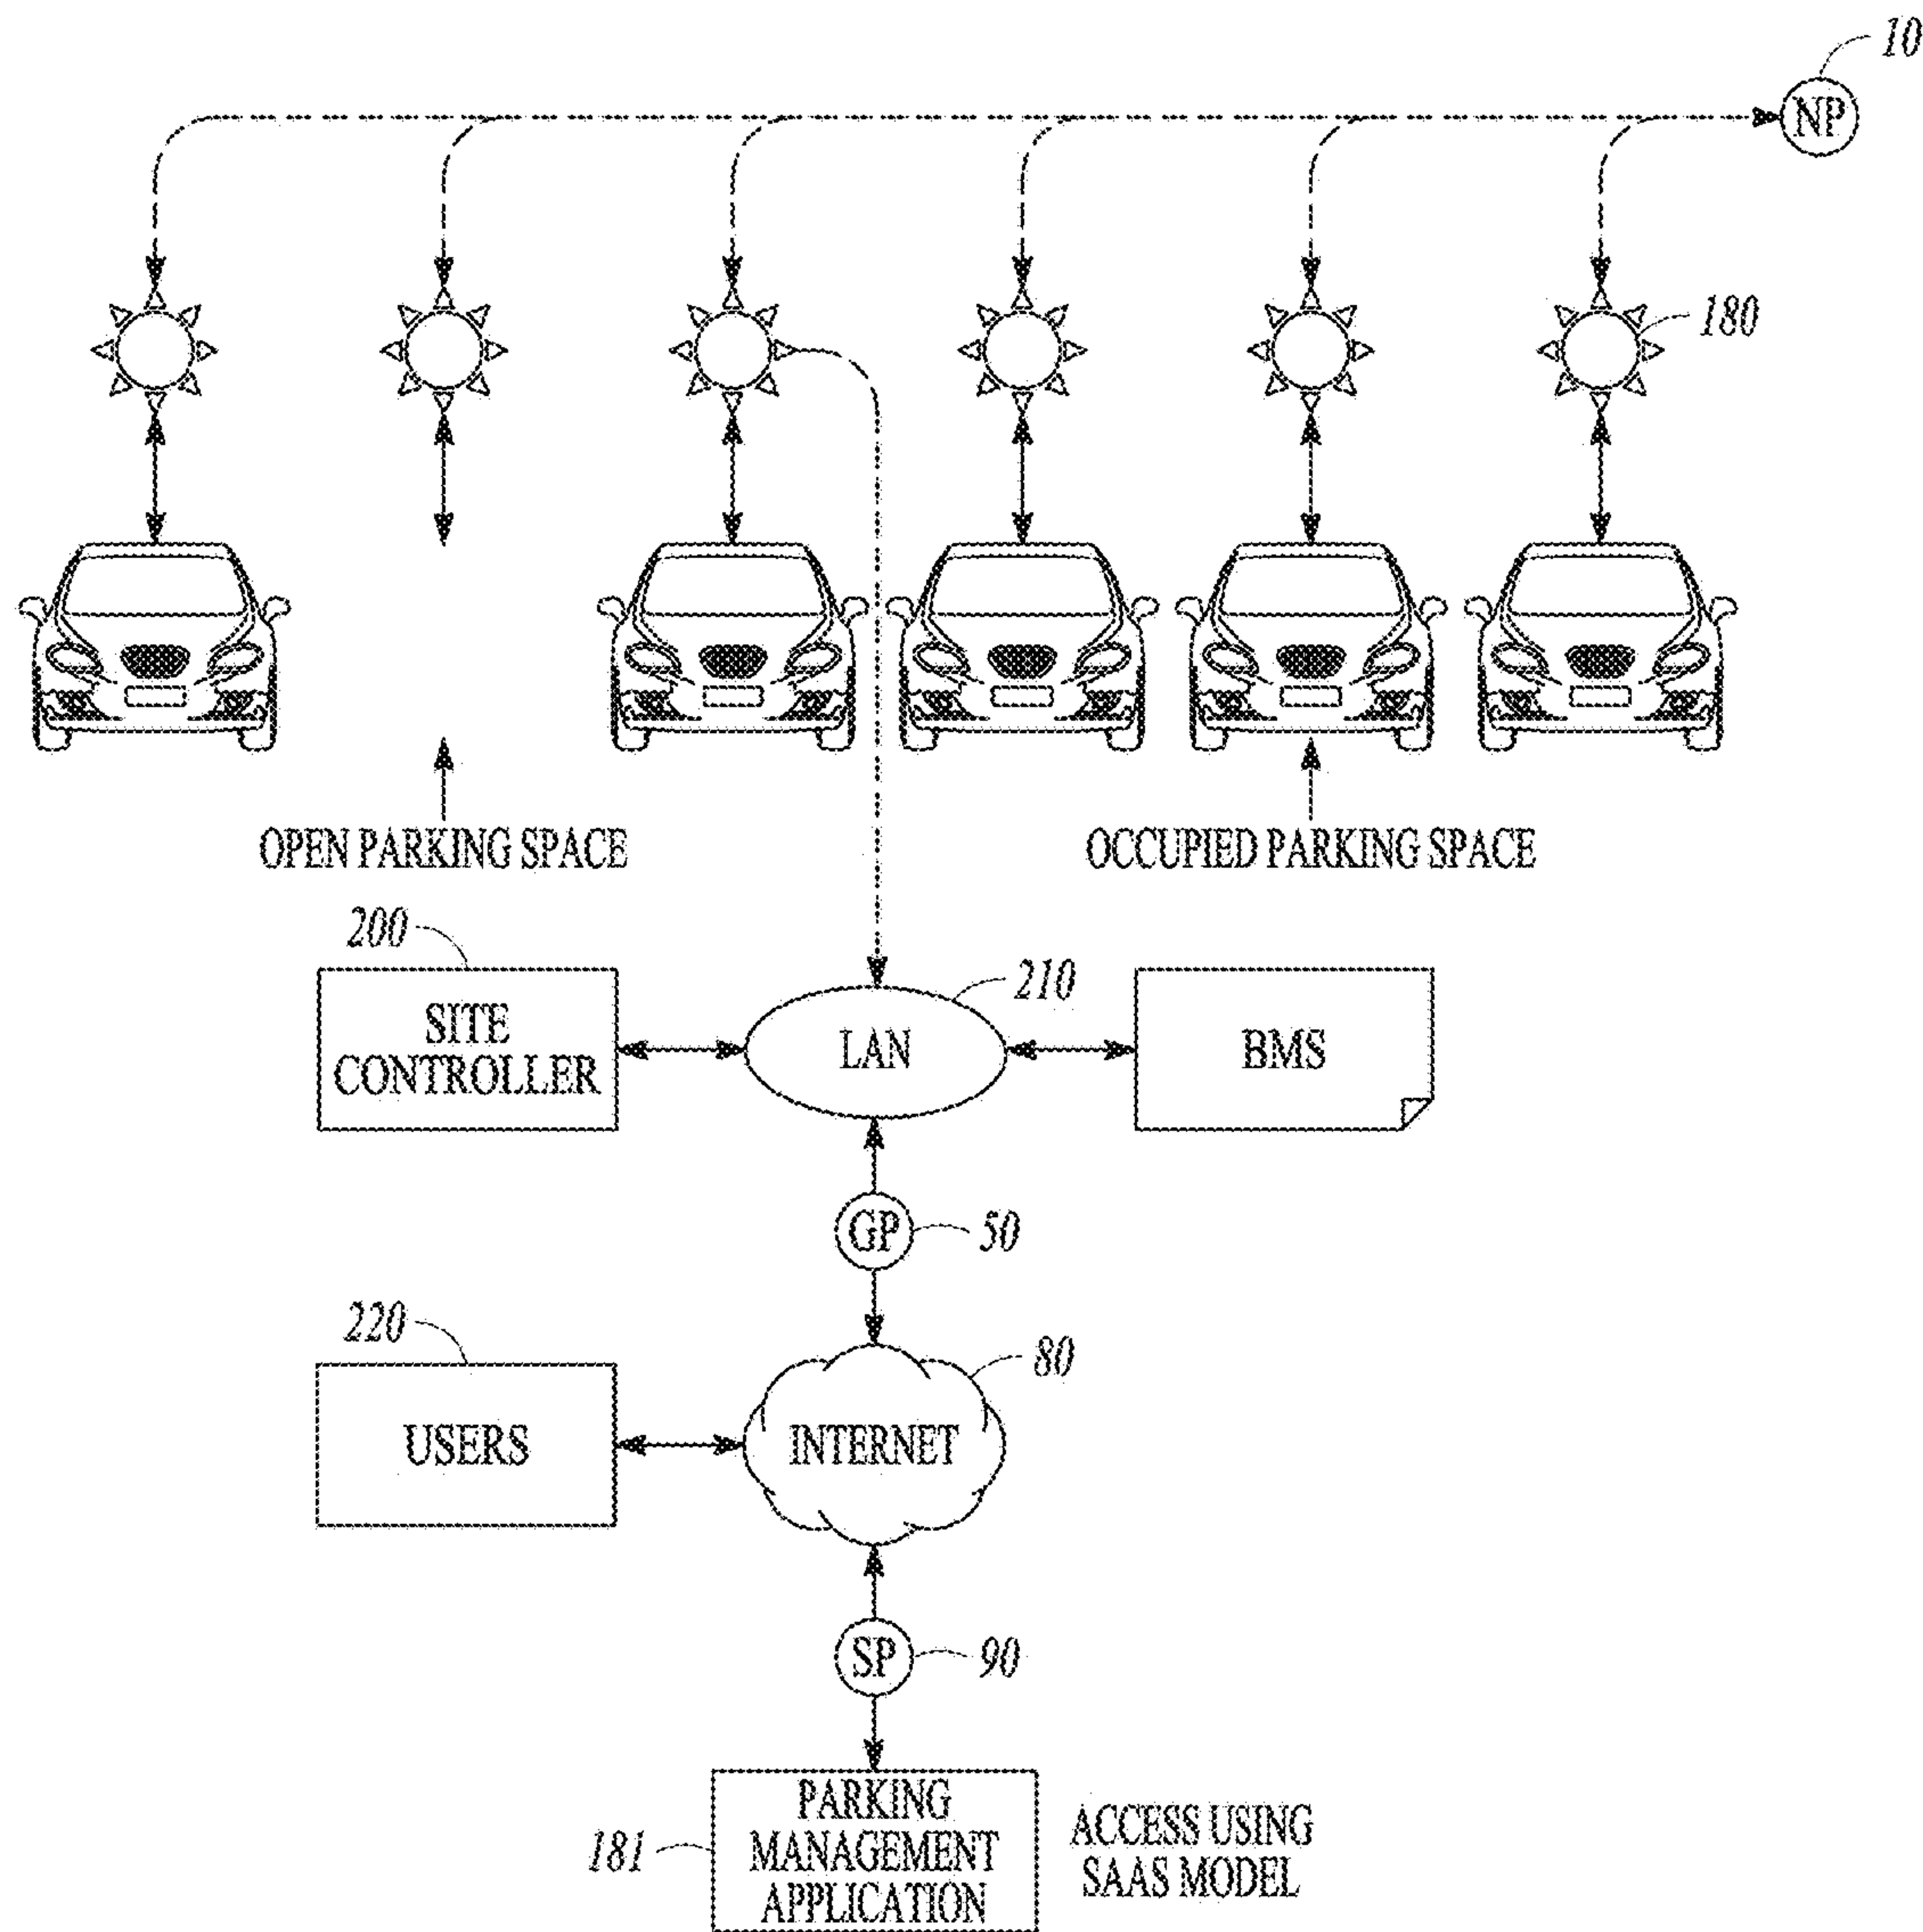 10
NP
180
OPEN PARKING SPACE
OCCUPIED PARKING SPACE
200
SITE
CONTROLLER
210
LAN
BMS
GP
50
220
USERS
80
INTERNET
SP
90
181
PARKING
MANAGEMENT
APPLICATION
ACCESS USING
SAAS MODEL